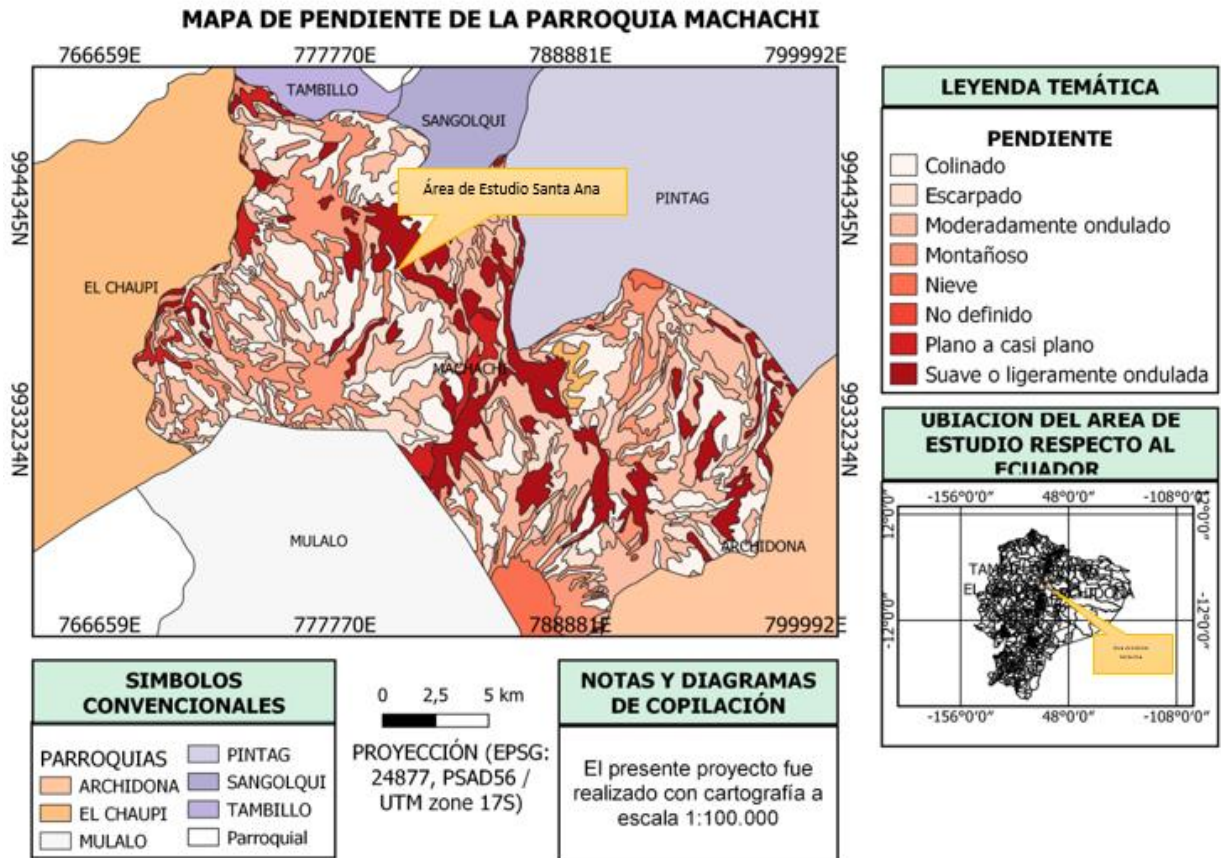 MAPA DE PENDIENTE DE LA PARROQUIA MACHACHI
766659E 777770E 788881E 799992E
9944345N
9933234N
TAMBILLO
SANGOLQUI
PINTAG
Área de Estudio Santa Ana
EL CHAUPI
MACHACHI
MULALO
ARCHIDONA
9944345N
9933234N
766659E 777770E 788881E 799992E
LEYENDA TEMÁTICA
PENDIENTE
Colinado
Escarpado
Moderadamente ondulado
Montañoso
Nieve
No definido
Plano a casi plano
Suave o ligeramente ondulada
UBIACION DEL AREA DE
ESTUDIO RESPECTO AL
ECUADOR
-156°0′0″ 48°0′0″ -108°0′0″
12°0′0″
-12°0′0″
12°0′0″
-12°0′0″
-156°0′0″ 48°0′0″ -108°0′0″
SIMBOLOS
CONVENCIONALES
PARROQUIAS
ARCHIDONA
EL CHAUPI
MULALO
PINTAG
SANGOLQUI
TAMBILLO
Parroquial
0 2,5 5 km
PROYECCIÓN (EPSG:
24877, PSAD56 /
UTM zone 17S)
NOTAS Y DIAGRAMAS
DE COPILACIÓN
El presente proyecto fue
realizado con cartografía a
escala 1:100.000